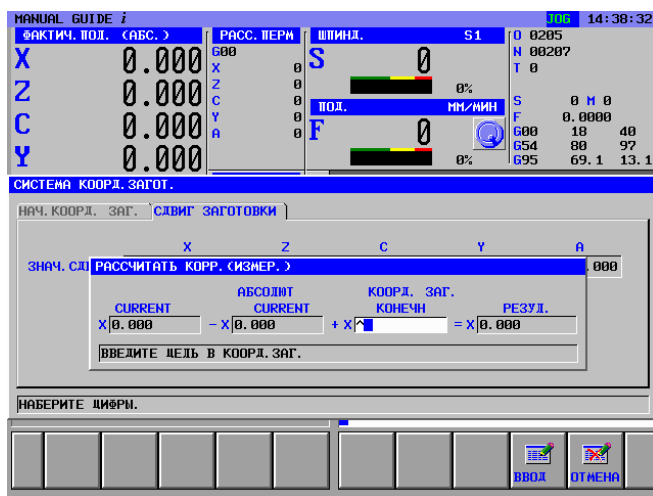 MANUAL GUIDE i JOG 14:38:32
ФАКТИЧ.ПОЛ. (АБС.) РАСС.ПЕРМ ШПИНД. S1 O 0205
G00 N 00207
X 0.000 X 0 S 0 T 0
Z 0.000 Z 0 0%
C 0.000 C 0 ПОД. ММ/МИН S 0 M 0
Y 0 F 0.0000
A 0 F 0 G00 18 40
G54 80 97
Y 0.000 0% G95 69.1 13.1
СИСТЕМА КООРД.ЗАГОТ.
НАЧ.КООРД. ЗАГ. СДВИГ ЗАГОТОВКИ
X Z C Y A
ЗНАЧ.СД .000
РАССЧИТАТЬ КОРР.(ИЗМЕР.)
АБСОЛЮТ КООРД. ЗАГ.
CURRENT CURRENT КОНЕЧН РЕЗУЛ.
X 0.000 - X 0.000 + X ^ = X 0.000
ВВЕДИТЕ ЦЕЛЬ В КООРД.ЗАГ.
НАБЕРИТЕ ЦИФРЫ.
ВВОД ОТМЕНА